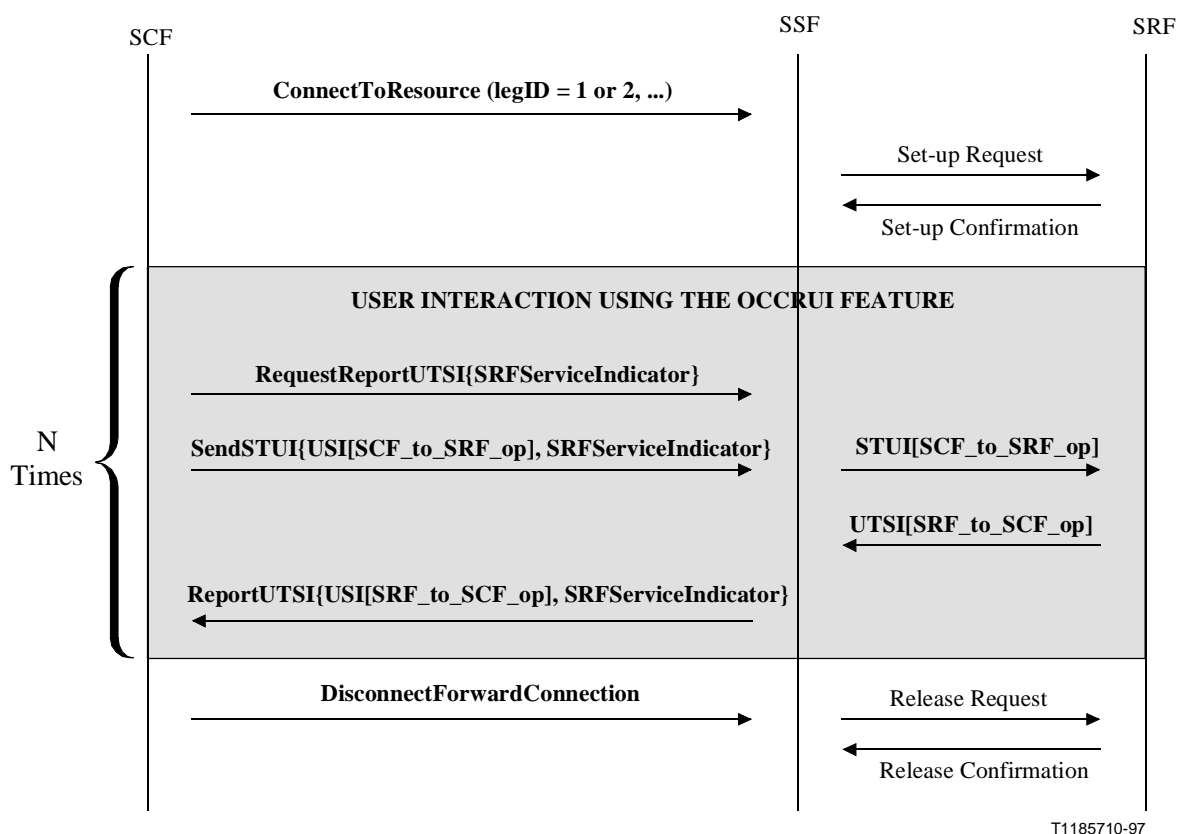 SCF
SSF
SRF
ConnectToResource (legID = 1 or 2, ...)
Set-up Request
Set-up Confirmation
USER INTERACTION USING THE OCCRUI FEATURE
RequestReportUTSI{SRFServiceIndicator}
N
Times
SendSTUI{USI[SCF_to_SRF_op], SRFServiceIndicator}
STUI[SCF_to_SRF_op]
UTSI[SRF_to_SCF_op]
ReportUTSI{USI[SRF_to_SCF_op], SRFServiceIndicator}
DisconnectForwardConnection
Release Request
Release Confirmation
T1185710-97